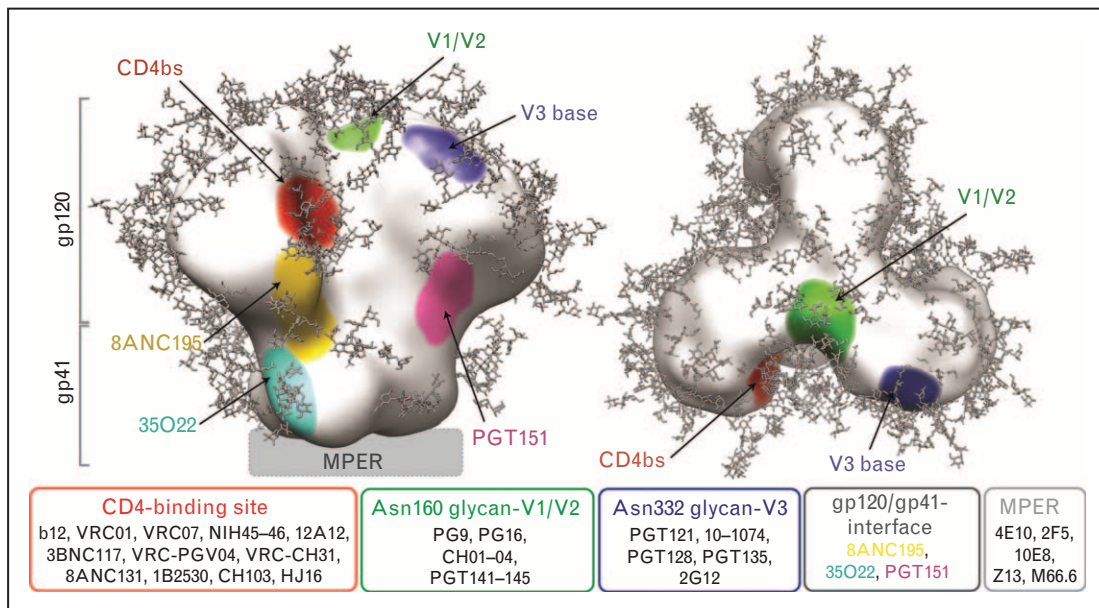 V1/V2
CD4bs
V3 base
gp120
gp41
8ANC195
35O22
PGT151
MPER
V1/V2
CD4bs
V3 base
CD4-binding site
b12, VRC01, VRC07, NIH45–46, 12A12,
3BNC117, VRC-PGV04, VRC-CH31,
8ANC131, 1B2530, CH103, HJ16
Asn160 glycan-V1/V2
PG9, PG16,
CH01–04,
PGT141–145
Asn332 glycan-V3
PGT121, 10–1074,
PGT128, PGT135,
2G12
gp120/gp41-
interface
8ANC195,
35O22, PGT151
MPER
4E10, 2F5,
10E8,
Z13, M66.6